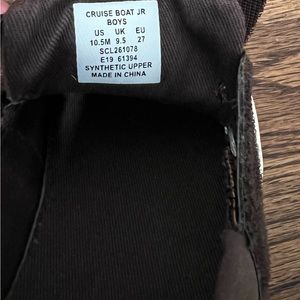 CRUISE BOAT JR
BOYS
US UK EU
10.5M 9.5 27
SCL261078
E19 61394
SYNTHETIC UPPER
MADE IN CHINA